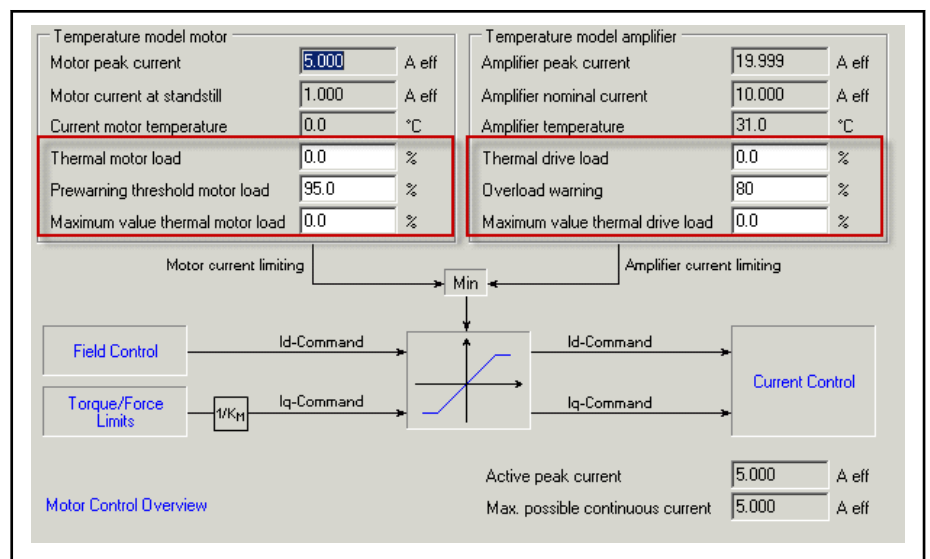 Temperature model motor
Motor peak current 5.000 A eff
Motor current at standstill 1.000 A eff
Current motor temperature 0.0 °C
Thermal motor load 0.0 %
Prewarning threshold motor load 95.0 %
Maximum value thermal motor load 0.0 %
Temperature model amplifier
Amplifier peak current 19.999 A eff
Amplifier nominal current 10.000 A eff
Amplifier temperature 31.0 °C
Thermal drive load 0.0 %
Overload warning 80 %
Maximum value thermal drive load 0.0 %
Motor current limiting
Amplifier current limiting
Min
Field Control
Id-Command
Id-Command
Torque/Force
Limits
1/KM
Iq-Command
Iq-Command
Current Control
Active peak current 5.000 A eff
Motor Control Overview
Max. possible continuous current 5.000 A eff